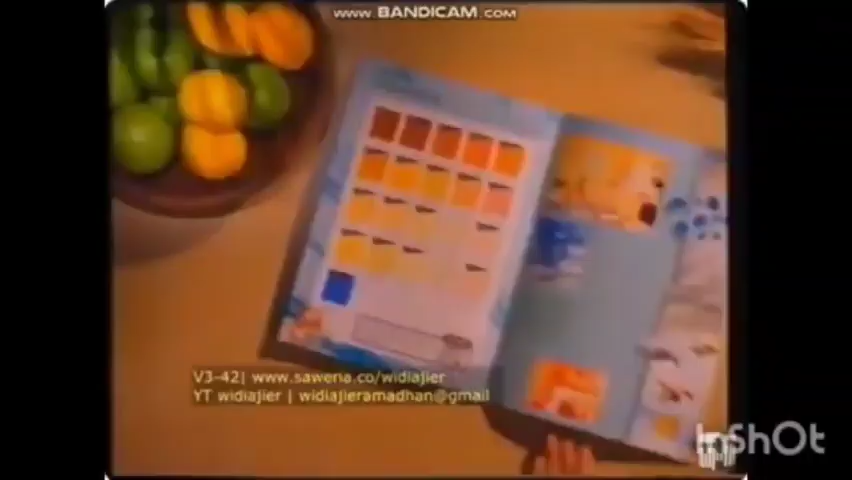 www.BANDICAM.COM
V3-42| www.sawena.co/widiajier
YT widiajier | widiajieramadhan@gmail
InShOt